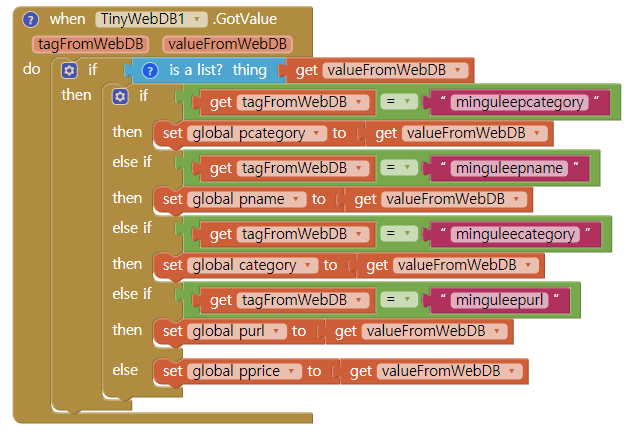 ? when TinyWebDB1 .GotValue
tagFromWebDB valueFromWebDB
do if ? is a list? thing get valueFromWebDB
then if get tagFromWebDB = “ minguleepcategory ”
then set global pcategory to get valueFromWebDB
else if get tagFromWebDB = “ minguleepname ”
then set global pname to get valueFromWebDB
else if get tagFromWebDB = “ minguleecategory ”
then set global category to get valueFromWebDB
else if get tagFromWebDB = “ minguleepurl ”
then set global purl to get valueFromWebDB
else set global pprice to get valueFromWebDB